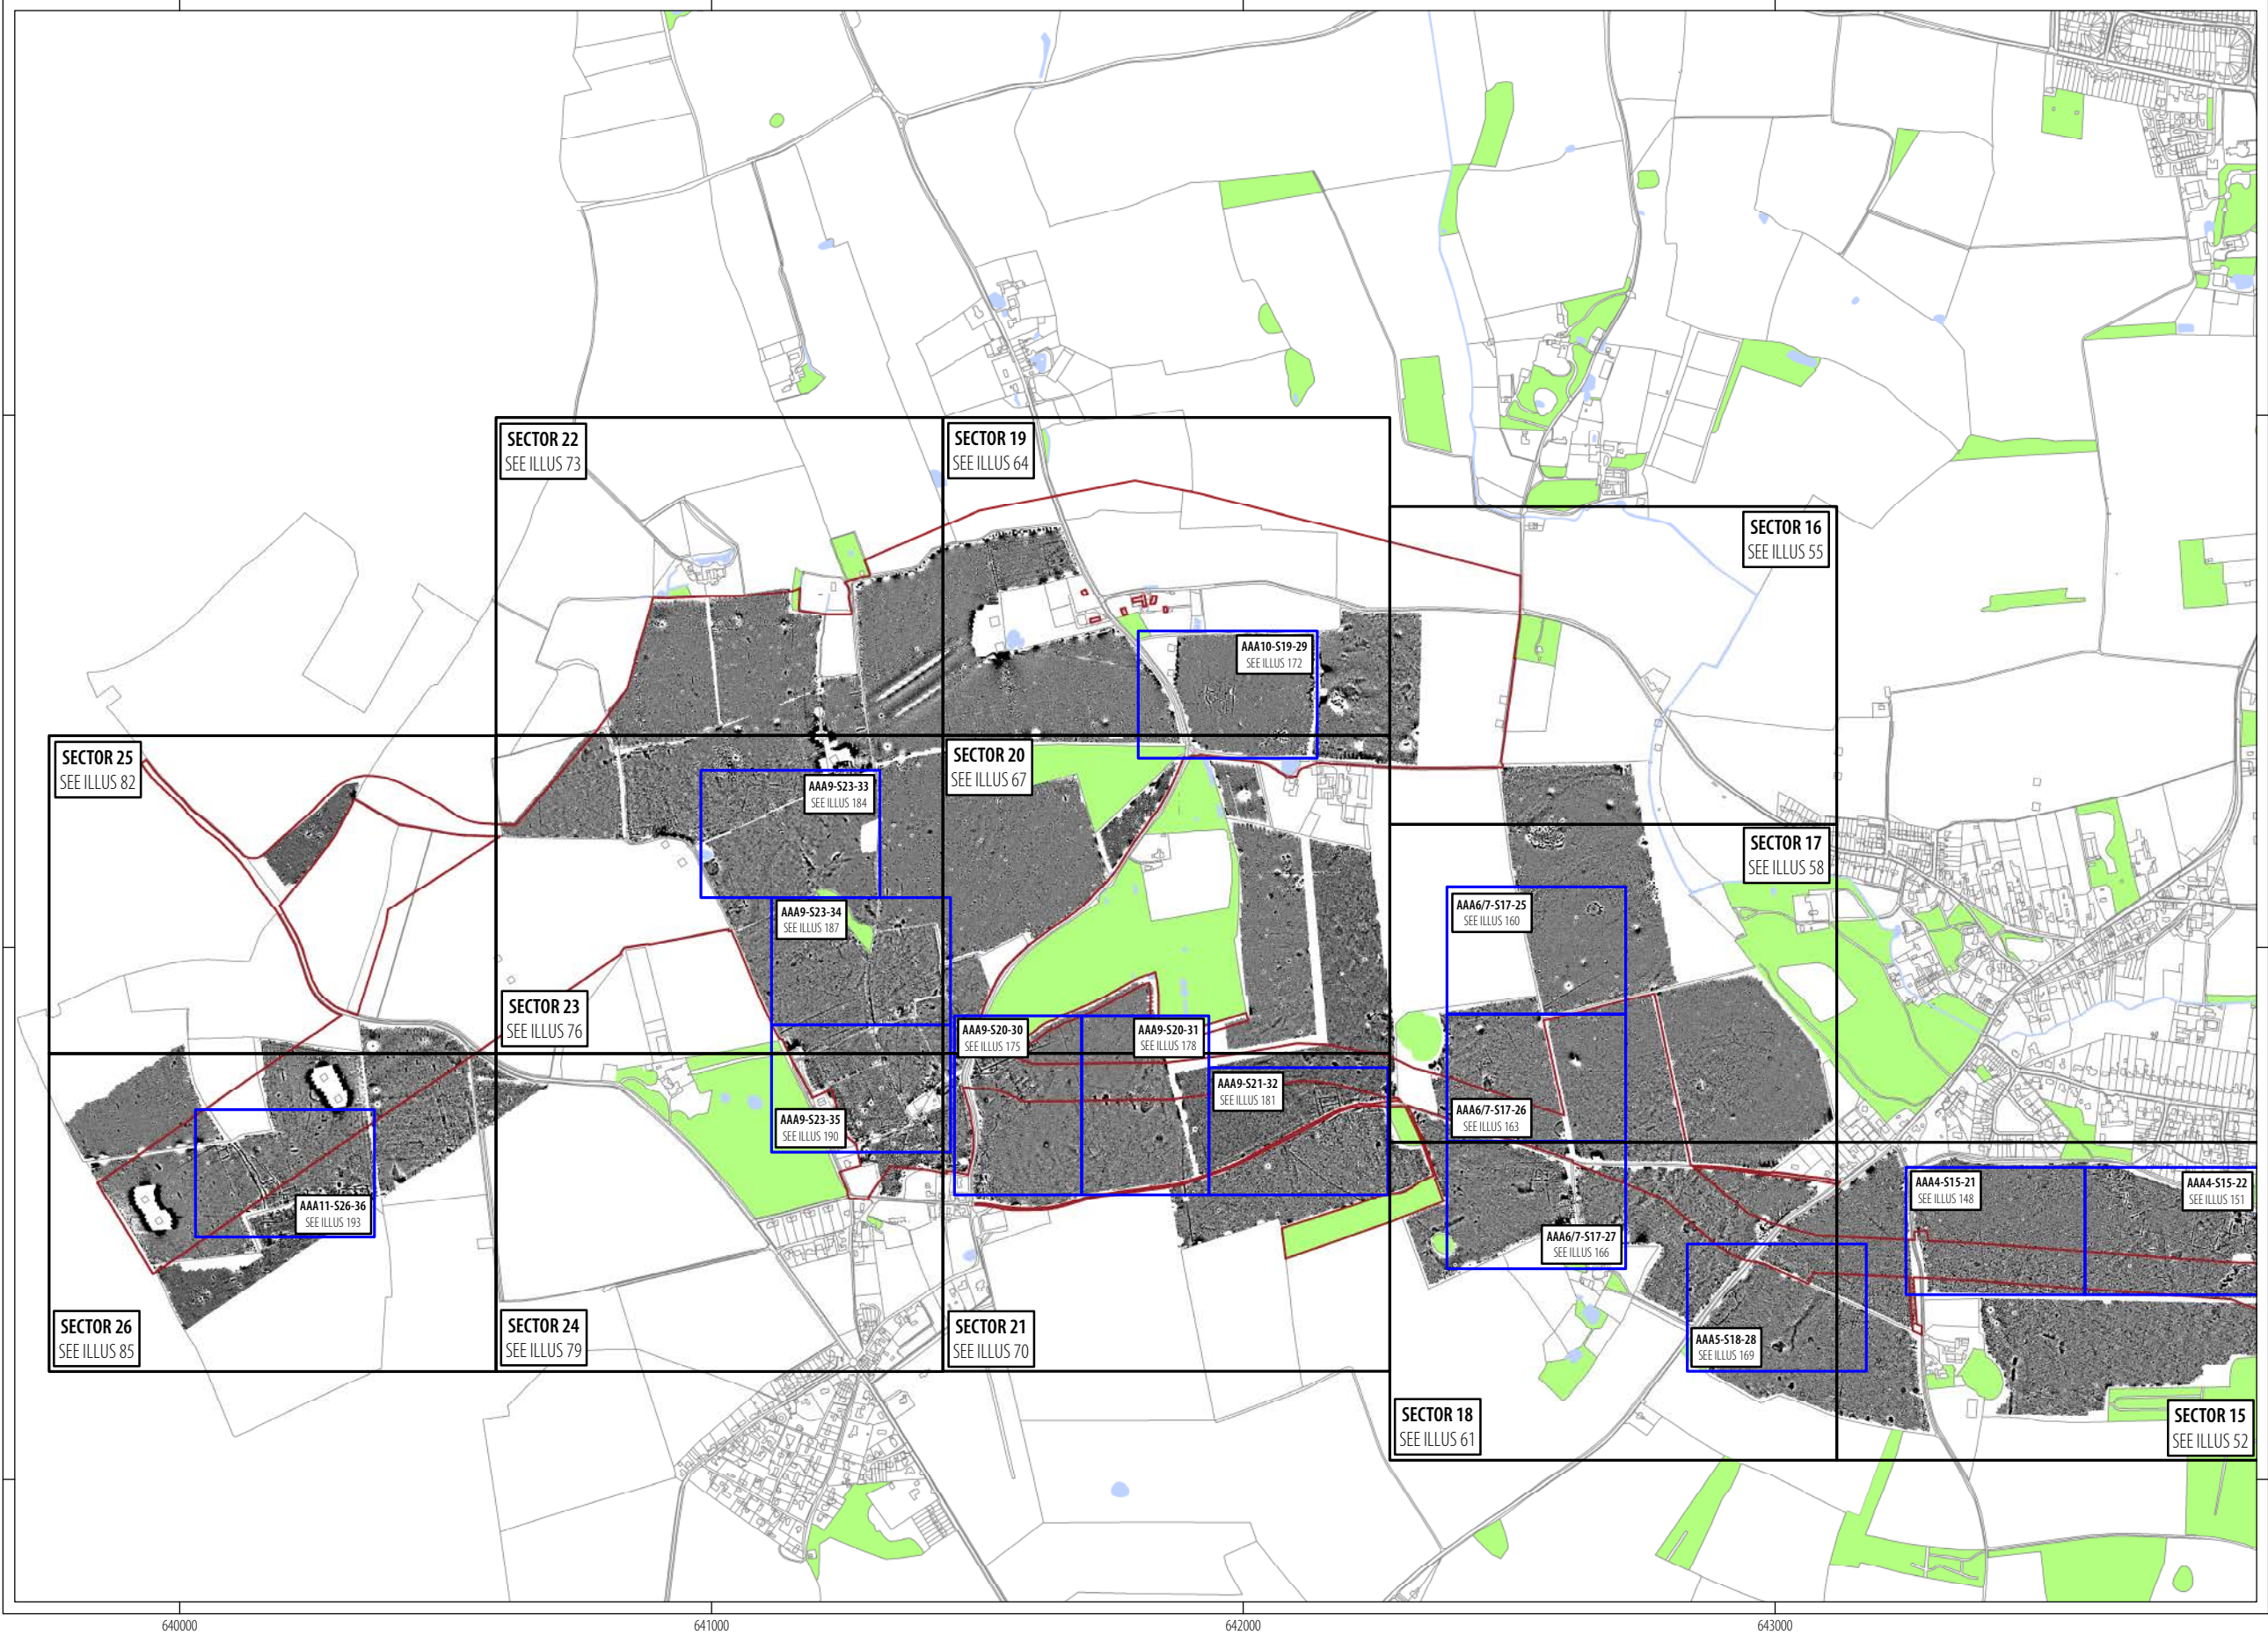 SECTOR 22
SEE ILLUS 73
SECTOR 19
SEE ILLUS 64
SECTOR 16
SEE ILLUS 55
AAA10-S19-29
SEE ILLUS 172
SECTOR 25
SEE ILLUS 82
SECTOR 20
SEE ILLUS 67
AAA9-S23-33
SEE ILLUS 184
SECTOR 17
SEE ILLUS 58
AAA6/7-S17-25
SEE ILLUS 160
AAA9-S23-34
SEE ILLUS 187
SECTOR 23
SEE ILLUS 76
AAA9-S20-30
SEE ILLUS 175
AAA9-S20-31
SEE ILLUS 178
AAA9-S21-32
SEE ILLUS 181
AAA6/7-S17-26
SEE ILLUS 163
AAA9-S23-35
SEE ILLUS 190
AAA4-S15-21
SEE ILLUS 148
AAA4-S15-22
SEE ILLUS 151
AAA11-S26-36
SEE ILLUS 193
AAA6/7-S17-27
SEE ILLUS 166
SECTOR 26
SEE ILLUS 85
SECTOR 24
SEE ILLUS 79
SECTOR 21
SEE ILLUS 70
AAA5-S18-28
SEE ILLUS 169
SECTOR 18
SEE ILLUS 61
SECTOR 15
SEE ILLUS 52
640000
641000
642000
643000